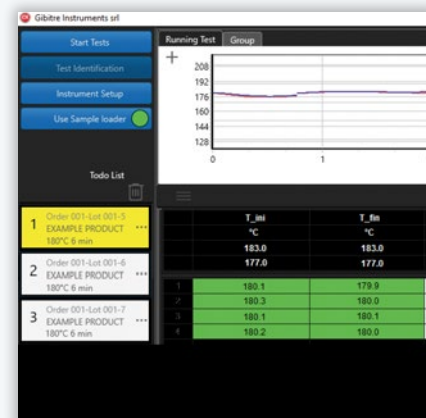 Gibitre Instruments srl
Start Tests
Test Identification
Instrument Setup
Use Sample loader
Todo List
1 Order 001-Lot 001-5
EXAMPLE PRODUCT ...
180°C 6 min
2 Order 001-Lot 001-6
EXAMPLE PRODUCT ...
180°C 6 min
3 Order 001-Lot 001-7
EXAMPLE PRODUCT ...
180°C 6 min
Running Test Group
208
192
176
160
144
128
0 1
T_ini T_fin
°C °C
183.0 183.0
177.0 177.0
1 180.1 179.9
2 180.3 180.0
3 180.1 180.1
4 180.2 180.0